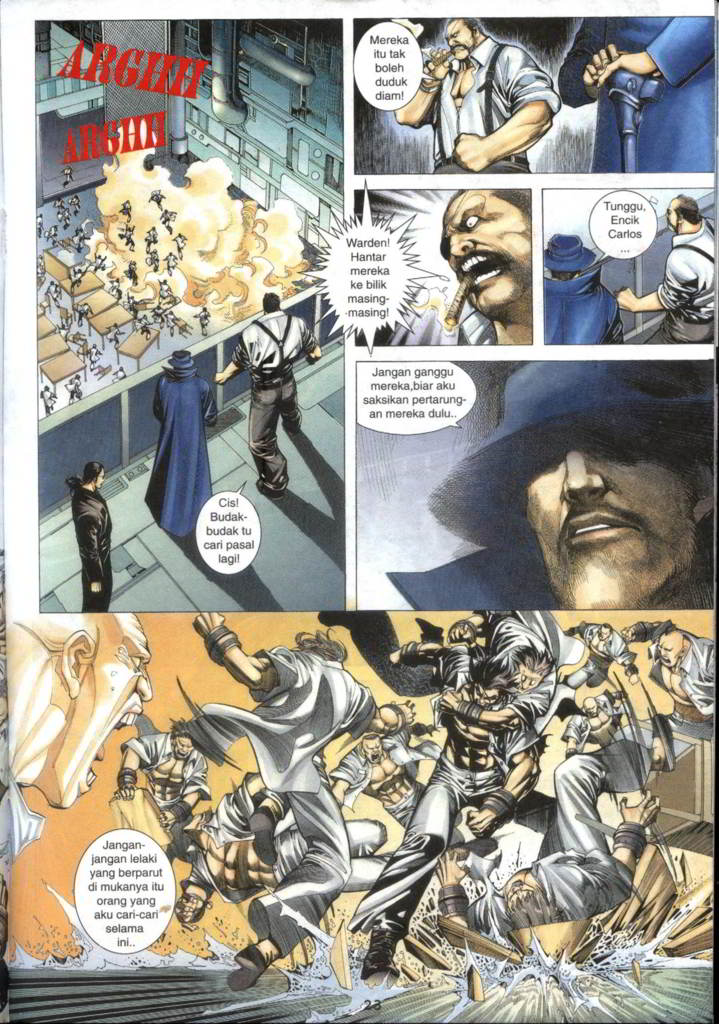 ARGHH
ARGHH
Cis!
Budak-
budak tu
cari pasal
lagi!
Mereka
itu tak
boleh
duduk
diam!
Warden!
Hantar
mereka
ke bilik
masing-
-masing!
Tunggu,
Encik
Carlos
...
Jangan ganggu
mereka,biar aku
saksikan pertarung-
an mereka dulu..
Jangan-
jangan lelaki
yang berparut
di mukanya itu
orang yang
aku cari-cari
selama
ini..
23